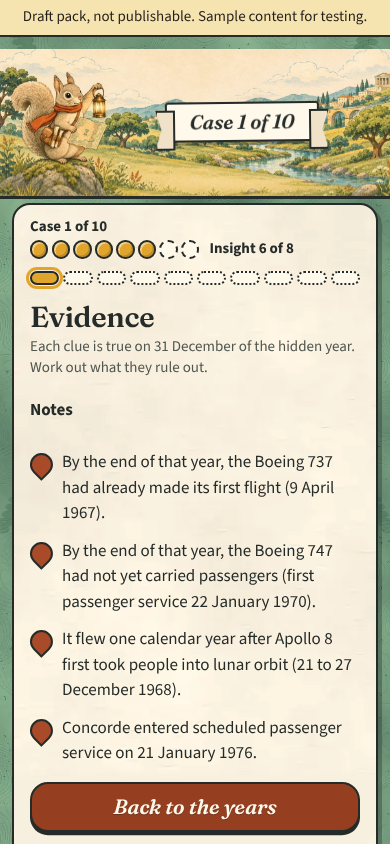 Draft pack, not publishable. Sample content for testing.
Case 1 of 10
Case 1 of 10
Insight 6 of 8
Evidence
Each clue is true on 31 December of the hidden year.
Work out what they rule out.
Notes
By the end of that year, the Boeing 737
had already made its first flight (9 April
1967).
By the end of that year, the Boeing 747
had not yet carried passengers (first
passenger service 22 January 1970).
It flew one calendar year after Apollo 8
first took people into lunar orbit (21 to 27
December 1968).
Concorde entered scheduled passenger
service on 21 January 1976.
Back to the years